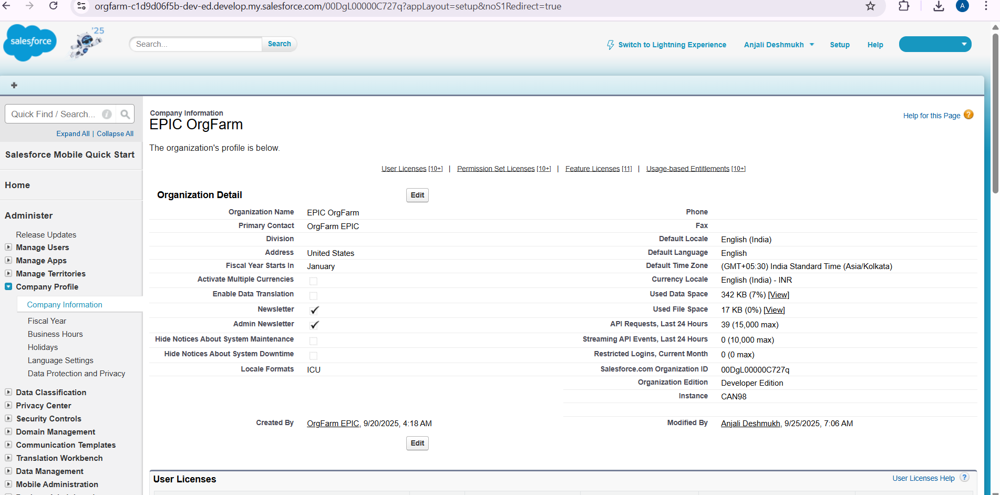 orgfarm-c1d9d06f5b-dev-ed.develop.my.salesforce.com/00DgL00000C727q?appLayout=setup&noS1Redirect=true
A
salesforce
'25
Search...
Search
Switch to Lightning Experience
Anjali Deshmukh
Setup
Help
Quick Find / Search...
Expand All | Collapse All
Salesforce Mobile Quick Start
Home
Administer
Release Updates
Manage Users
Manage Apps
Manage Territories
Company Profile
Company Information
Fiscal Year
Business Hours
Holidays
Language Settings
Data Protection and Privacy
Data Classification
Privacy Center
Security Controls
Domain Management
Communication Templates
Translation Workbench
Data Management
Mobile Administration
Company Information
EPIC OrgFarm
Help for this Page ?
The organization's profile is below.
User Licenses [10+] | Permission Set Licenses [10+] | Feature Licenses [11] | Usage-based Entitlements [10+]
Organization Detail
Edit
Organization Name EPIC OrgFarm
Primary Contact OrgFarm EPIC
Division
Address United States
Fiscal Year Starts In January
Activate Multiple Currencies
Enable Data Translation
Newsletter
Admin Newsletter
Hide Notices About System Maintenance
Hide Notices About System Downtime
Locale Formats ICU
Phone
Fax
Default Locale English (India)
Default Language English
Default Time Zone (GMT+05:30) India Standard Time (Asia/Kolkata)
Currency Locale English (India) - INR
Used Data Space 342 KB (7%) [View]
Used File Space 17 KB (0%) [View]
API Requests, Last 24 Hours 39 (15,000 max)
Streaming API Events, Last 24 Hours 0 (10,000 max)
Restricted Logins, Current Month 0 (0 max)
Salesforce.com Organization ID 00DgL00000C727q
Organization Edition Developer Edition
Instance CAN98
Created By OrgFarm EPIC, 9/20/2025, 4:18 AM
Modified By Anjali Deshmukh, 9/25/2025, 7:06 AM
Edit
User Licenses
User Licenses Help ?